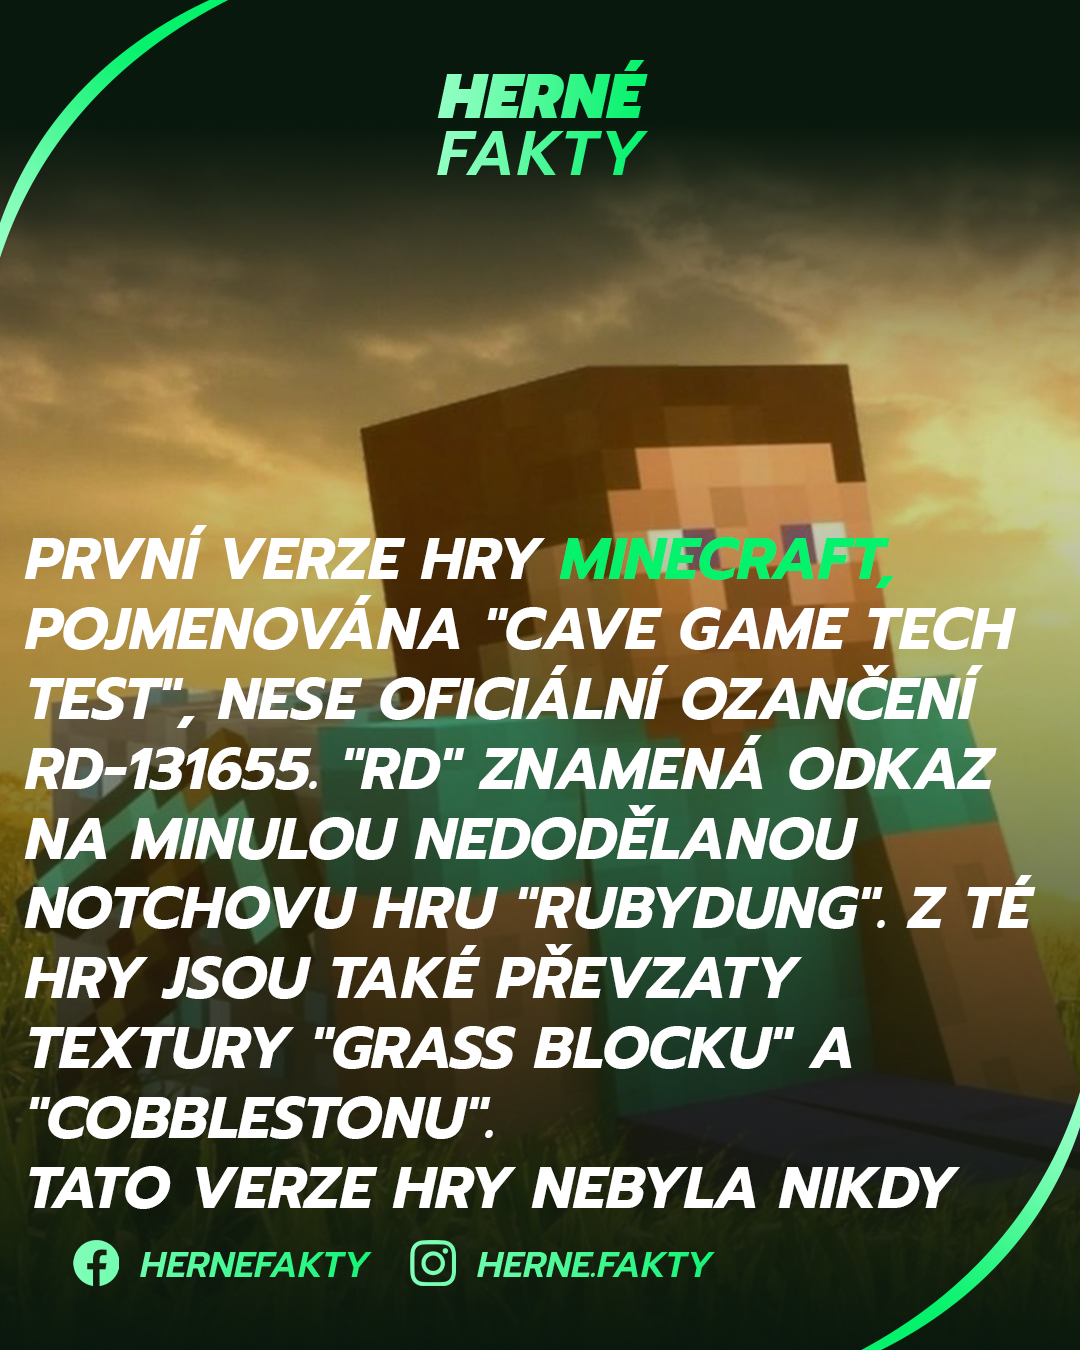 HERNÉ
FAKTY
PRVNÍ VERZE HRY MINECRAFT,
POJMENOVÁNA "CAVE GAME TECH
TEST", NESE OFICIÁLNÍ OZANČENÍ
RD-131655. "RD" ZNAMENÁ ODKAZ
NA MINULOU NEDODĚLANOU
NOTCHOVU HRU "RUBYDUNG". Z TÉ
HRY JSOU TAKÉ PŘEVZATY
TEXTURY "GRASS BLOCKU" A
"COBBLESTONU".
TATO VERZE HRY NEBYLA NIKDY
HERNEFAKTY HERNE.FAKTY